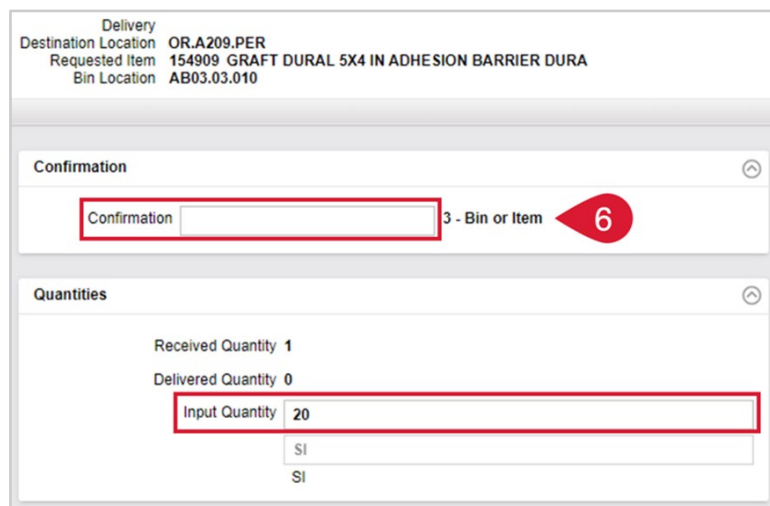 Delivery
Destination Location OR.A209.PER
Requested Item 154909 GRAFT DURAL 5X4 IN ADHESION BARRIER DURA
Bin Location AB03.03.010
Confirmation
Confirmation 3 - Bin or Item 6
Quantities
Received Quantity 1
Delivered Quantity 0
Input Quantity 20
SI
SI